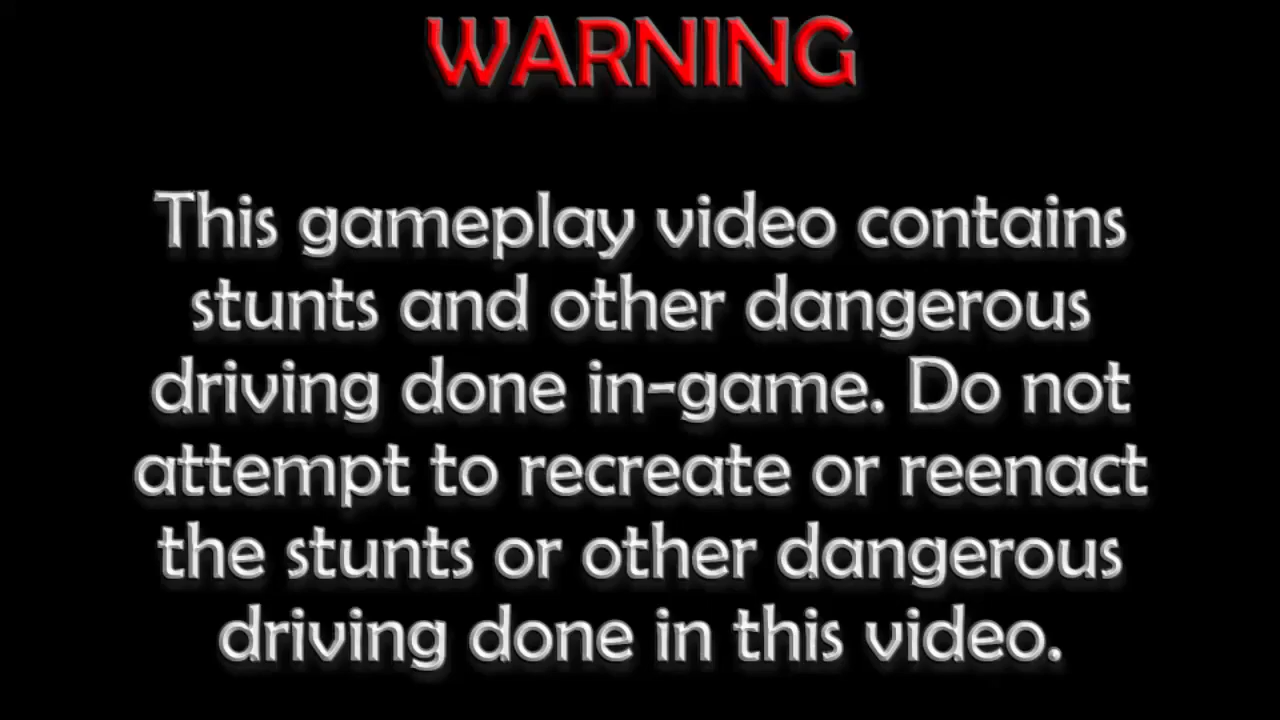 WARNING
This gameplay video contains
stunts and other dangerous
driving done in-game. Do not
attempt to recreate or reenact
the stunts or other dangerous
driving done in this video.